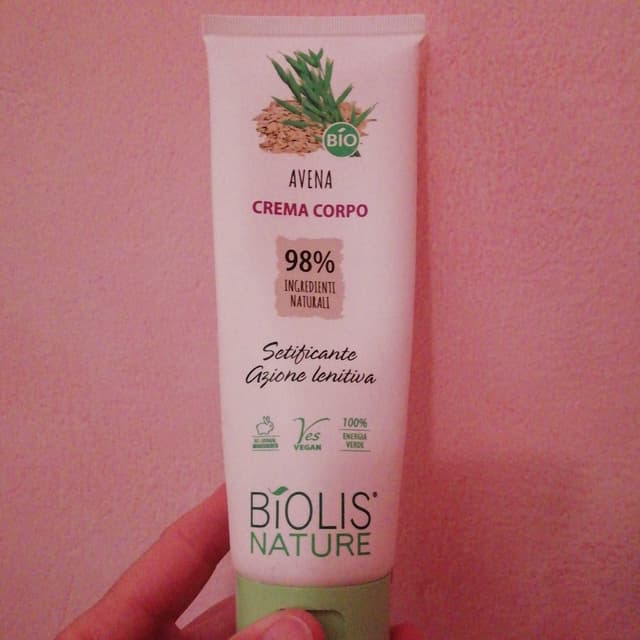 BIO
AVENA
CREMA CORPO
98%
INGREDIENTI
NATURALI
Setificante
Azione lenitiva
Yes
VEGAN
100%
ENERGIA
VERDE
BIOLIS®
NATURE